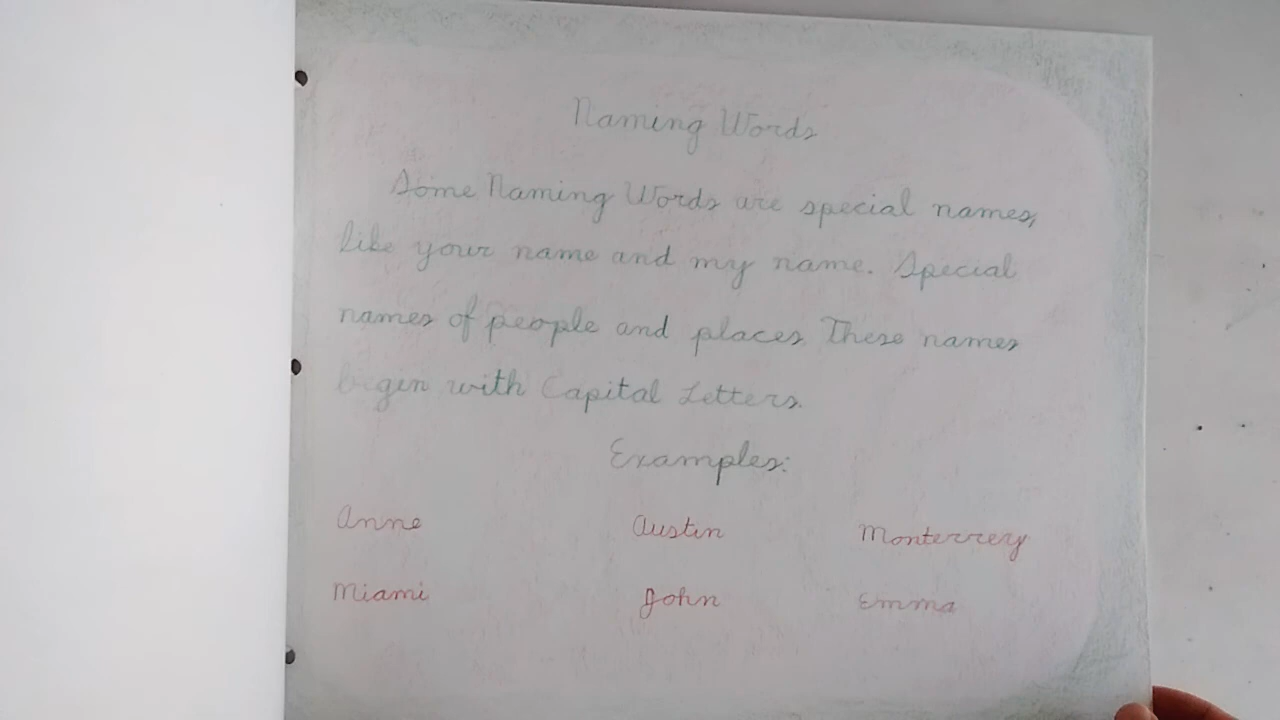 Naming Words
Some Naming Words are special names,
like your name and my name. Special
names of people and places. These names
begin with Capital Letters.
Examples:
Anne Austin Monterrey
Miami John Emma